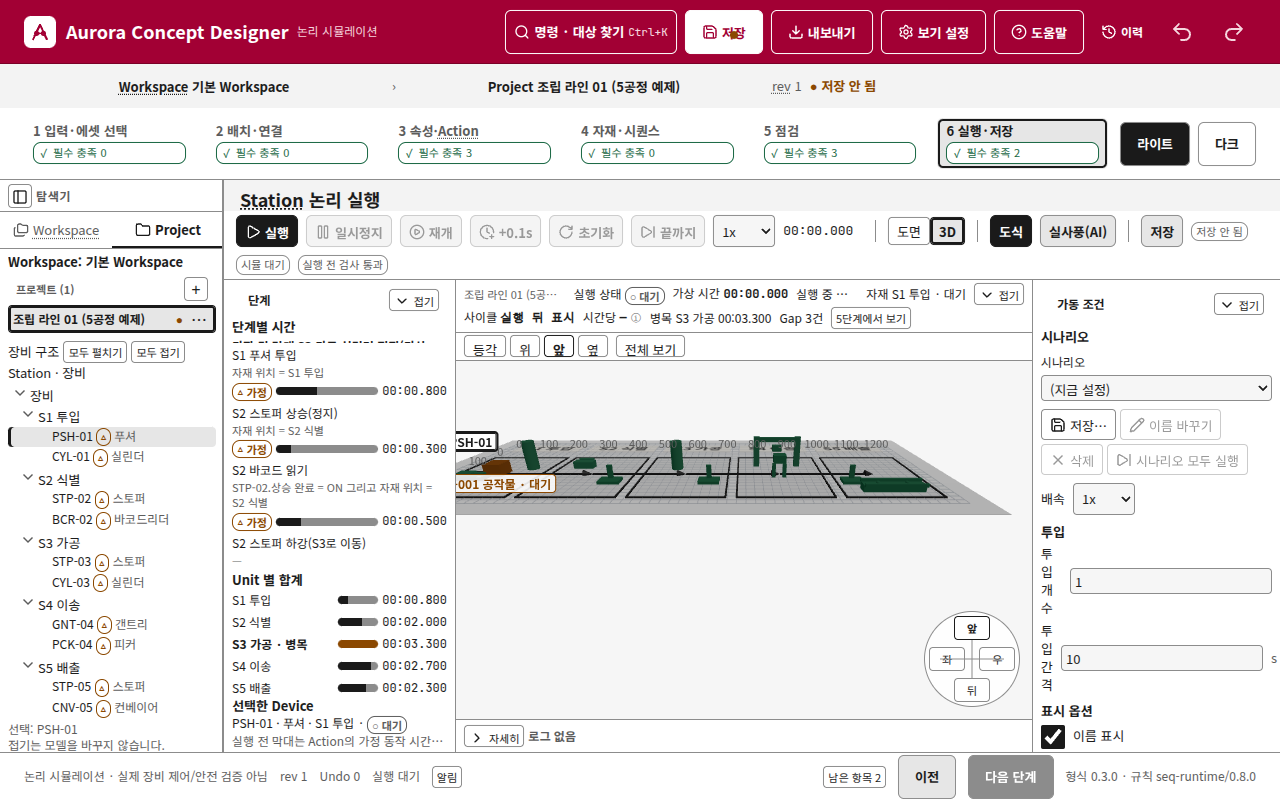 Aurora Concept Designer 논리 시뮬레이션
명령 · 대상 찾기 Ctrl+K
내보내기
보기 설정
도움말
이력
Workspace 기본 Workspace
›
Project 조립 라인 01 (5공정 예제)
rev 1 ● 저장 안 됨
1 입력·에셋 선택
✓ 필수 충족 0
2 배치·연결
✓ 필수 충족 0
3 속성·Action
✓ 필수 충족 3
4 자재·시퀀스
✓ 필수 충족 0
5 점검
✓ 필수 충족 3
6 실행·저장
✓ 필수 충족 2
라이트
다크
탐색기
Workspace
Project
Workspace: 기본 Workspace
프로젝트 (1)
+
조립 라인 01 (5공정 예제) ● ···
장비 구조 모두 펼치기 모두 접기
Station · 장비
장비
S1 투입
PSH-01 푸셔
CYL-01 실린더
S2 식별
STP-02 스토퍼
BCR-02 바코드리더
S3 가공
STP-03 스토퍼
CYL-03 실린더
S4 이송
GNT-04 갠트리
PCK-04 피커
S5 배출
STP-05 스토퍼
CNV-05 컨베이어
선택: PSH-01
접기는 모델을 바꾸지 않습니다.
Station 논리 실행
실행
일시정지
재개
+0.1s
초기화
끝까지
1x
00:00.000
도면
3D
도식
실사풍(AI)
저장
저장 안 됨
시뮬 대기
실행 전 검사 통과
단계
접기
단계별 시간
S1 푸셔 투입
자재 위치 = S1 투입
가정 00:00.800
S2 스토퍼 상승(정지)
자재 위치 = S2 식별
가정 00:00.300
S2 바코드 읽기
STP-02.상승 완료 = ON 그리고 자재 위치 =
S2 식별
가정 00:00.500
S2 스토퍼 하강(S3로 이동)
—
Unit 별 합계
S1 투입 00:00.800
S2 식별 00:02.000
S3 가공 · 병목 00:03.300
S4 이송 00:02.700
S5 배출 00:02.300
선택한 Device
PSH-01 · 푸셔 · S1 투입 · ○ 대기
실행 전 막대는 Action의 가정 동작 시간···
조립 라인 01 (5공···
실행 상태 ○ 대기
가상 시간 00:00.000
실행 중 ···
자재 S1 투입 · 대기
접기
사이클 실행 뒤 표시
시간당 – ⓘ
병목 S3 가공 00:03.300
Gap 3건
5단계에서 보기
등각
위
앞
옆
전체 보기
PSH-01
100 200 300 400 500 600 700 800 900 1000 1100 1200
001 공작물 · 대기
앞
좌
우
뒤
자세히
로그 없음
가동 조건
접기
시나리오
시나리오
(지금 설정)
저장···
이름 바꾸기
삭제
시나리오 모두 실행
배속 1x
투입
투입 개수 1
투입 간격 10 s
표시 옵션
이름 표시
논리 시뮬레이션 · 실제 장비 제어/안전 검증 아님
rev 1
Undo 0
실행 대기
알림
남은 항목 2
이전
다음 단계
형식 0.3.0 · 규칙 seq-runtime/0.8.0